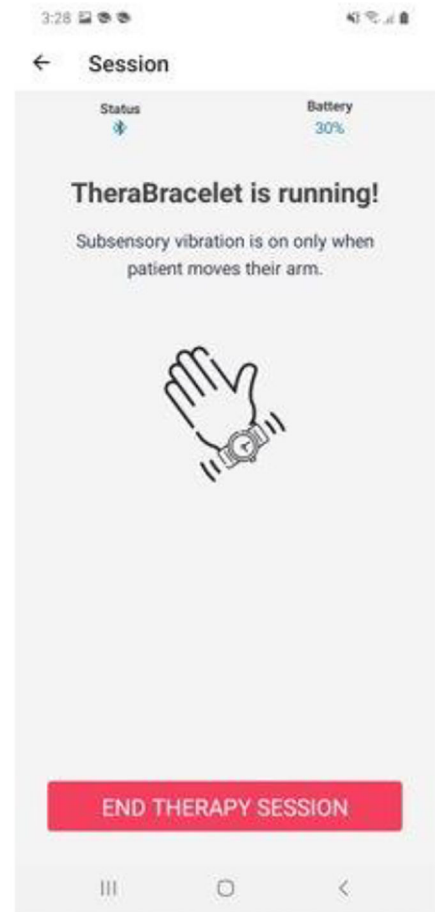 3:28
Session
Status
Battery
30%
TheraBracelet is running!
Subsensory vibration is on only when
patient moves their arm.
END THERAPY SESSION